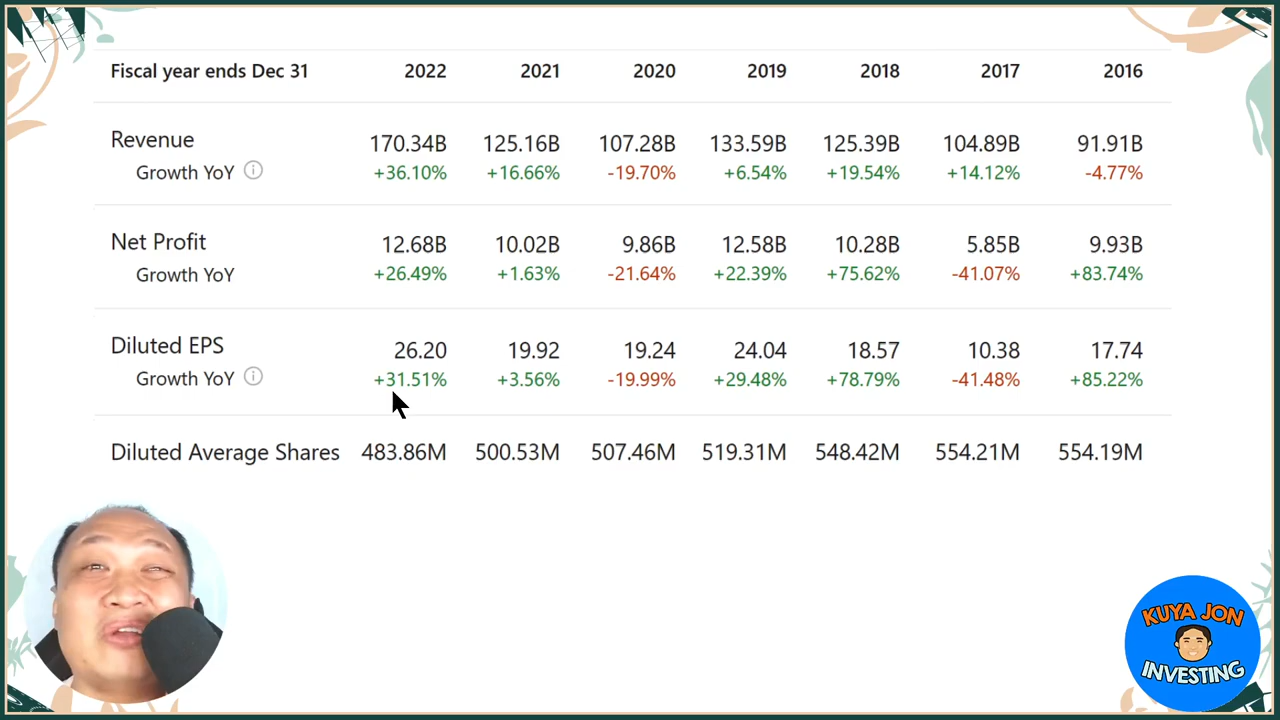 Fiscal year ends Dec 31 2022 2021 2020 2019 2018 2017 2016
Revenue 170.34B 125.16B 107.28B 133.59B 125.39B 104.89B 91.91B
Growth YoY +36.10% +16.66% -19.70% +6.54% +19.54% +14.12% -4.77%
Net Profit 12.68B 10.02B 9.86B 12.58B 10.28B 5.85B 9.93B
Growth YoY +26.49% +1.63% -21.64% +22.39% +75.62% -41.07% +83.74%
Diluted EPS 26.20 19.92 19.24 24.04 18.57 10.38 17.74
Growth YoY +31.51% +3.56% -19.99% +29.48% +78.79% -41.48% +85.22%
Diluted Average Shares 483.86M 500.53M 507.46M 519.31M 548.42M 554.21M 554.19M
KUYA JON
INVESTING